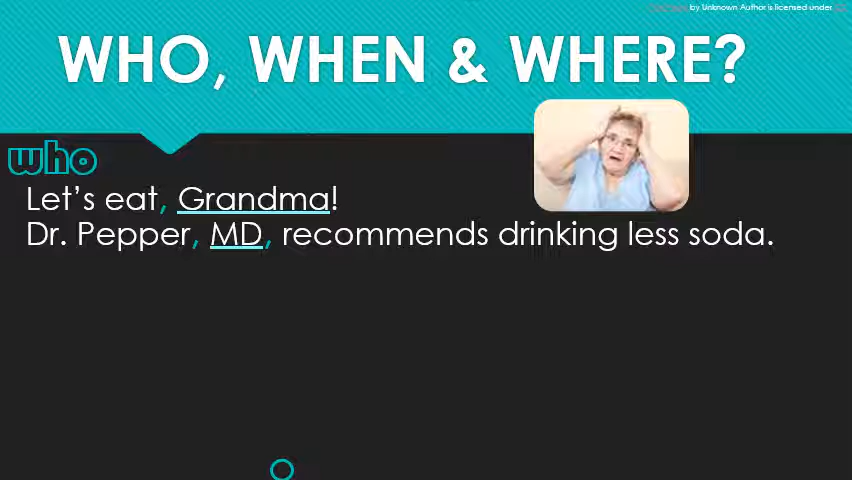 by Unknown Author is licensed under
WHO, WHEN & WHERE?
who
Let’s eat, Grandma!
Dr. Pepper, MD, recommends drinking less soda.